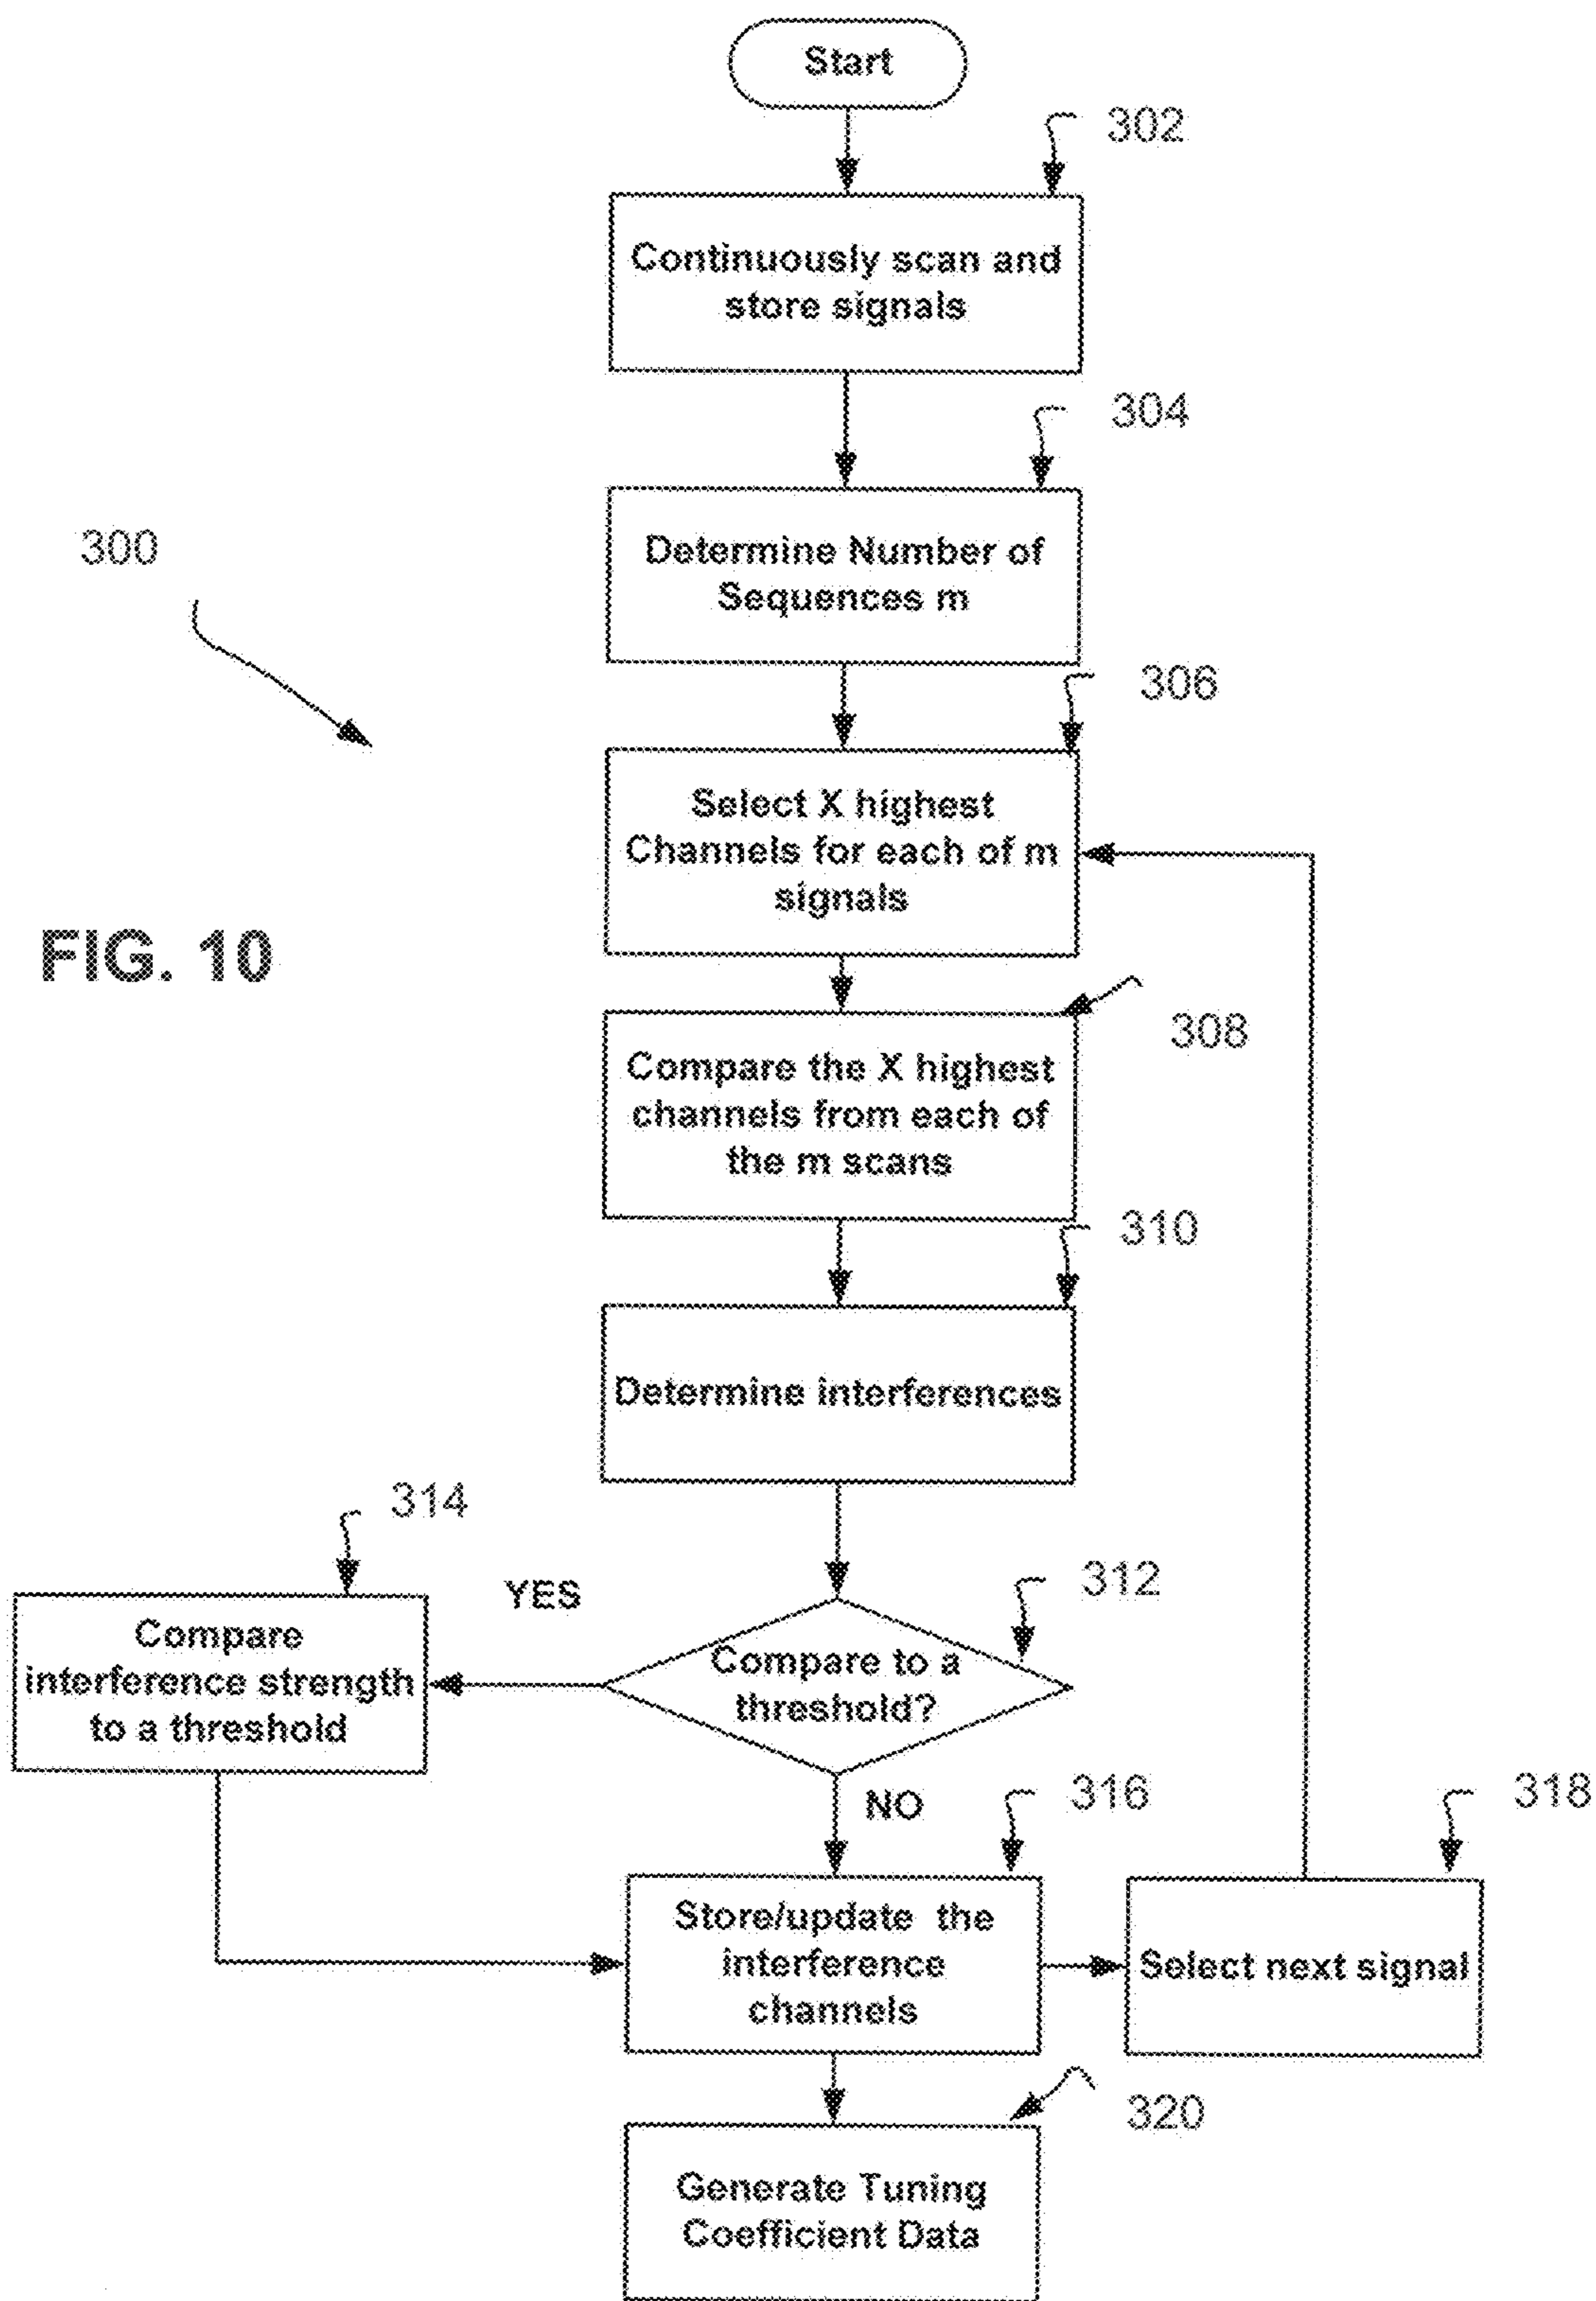 Start
302
Continuously scan and
store signals
304
Determine Number of
Sequences m
300
306
Select X highest
Channels for each of m
signals
FIG. 10
308
Compare the X highest
channels from each of
the m scans
310
Determine interferences
314
YES
312
Compare
interference strength
to a threshold
Compare to a
threshold?
NO
316
318
Store/update the
interference
channels
Select next signal
320
Generate Tuning
Coefficient Data